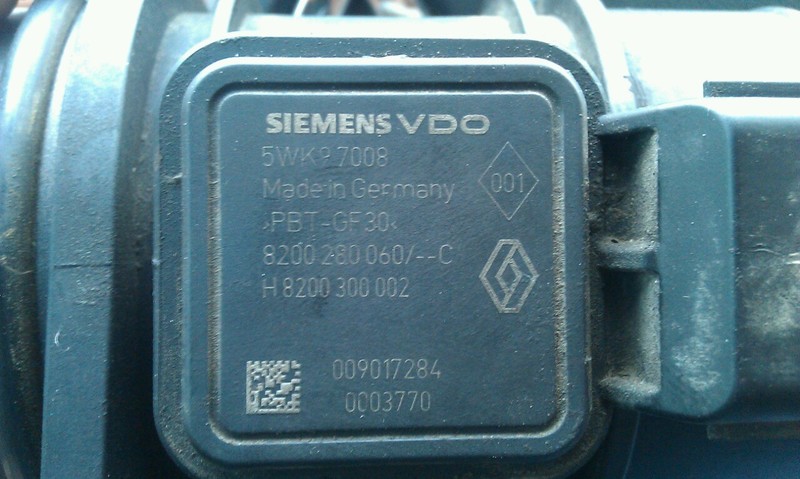 SIEMENS VDO
5WK9 7008
Made in Germany
001
>PBT-GF30<
8200 280 060/--C
H 8200 300 002
009017284
0003770